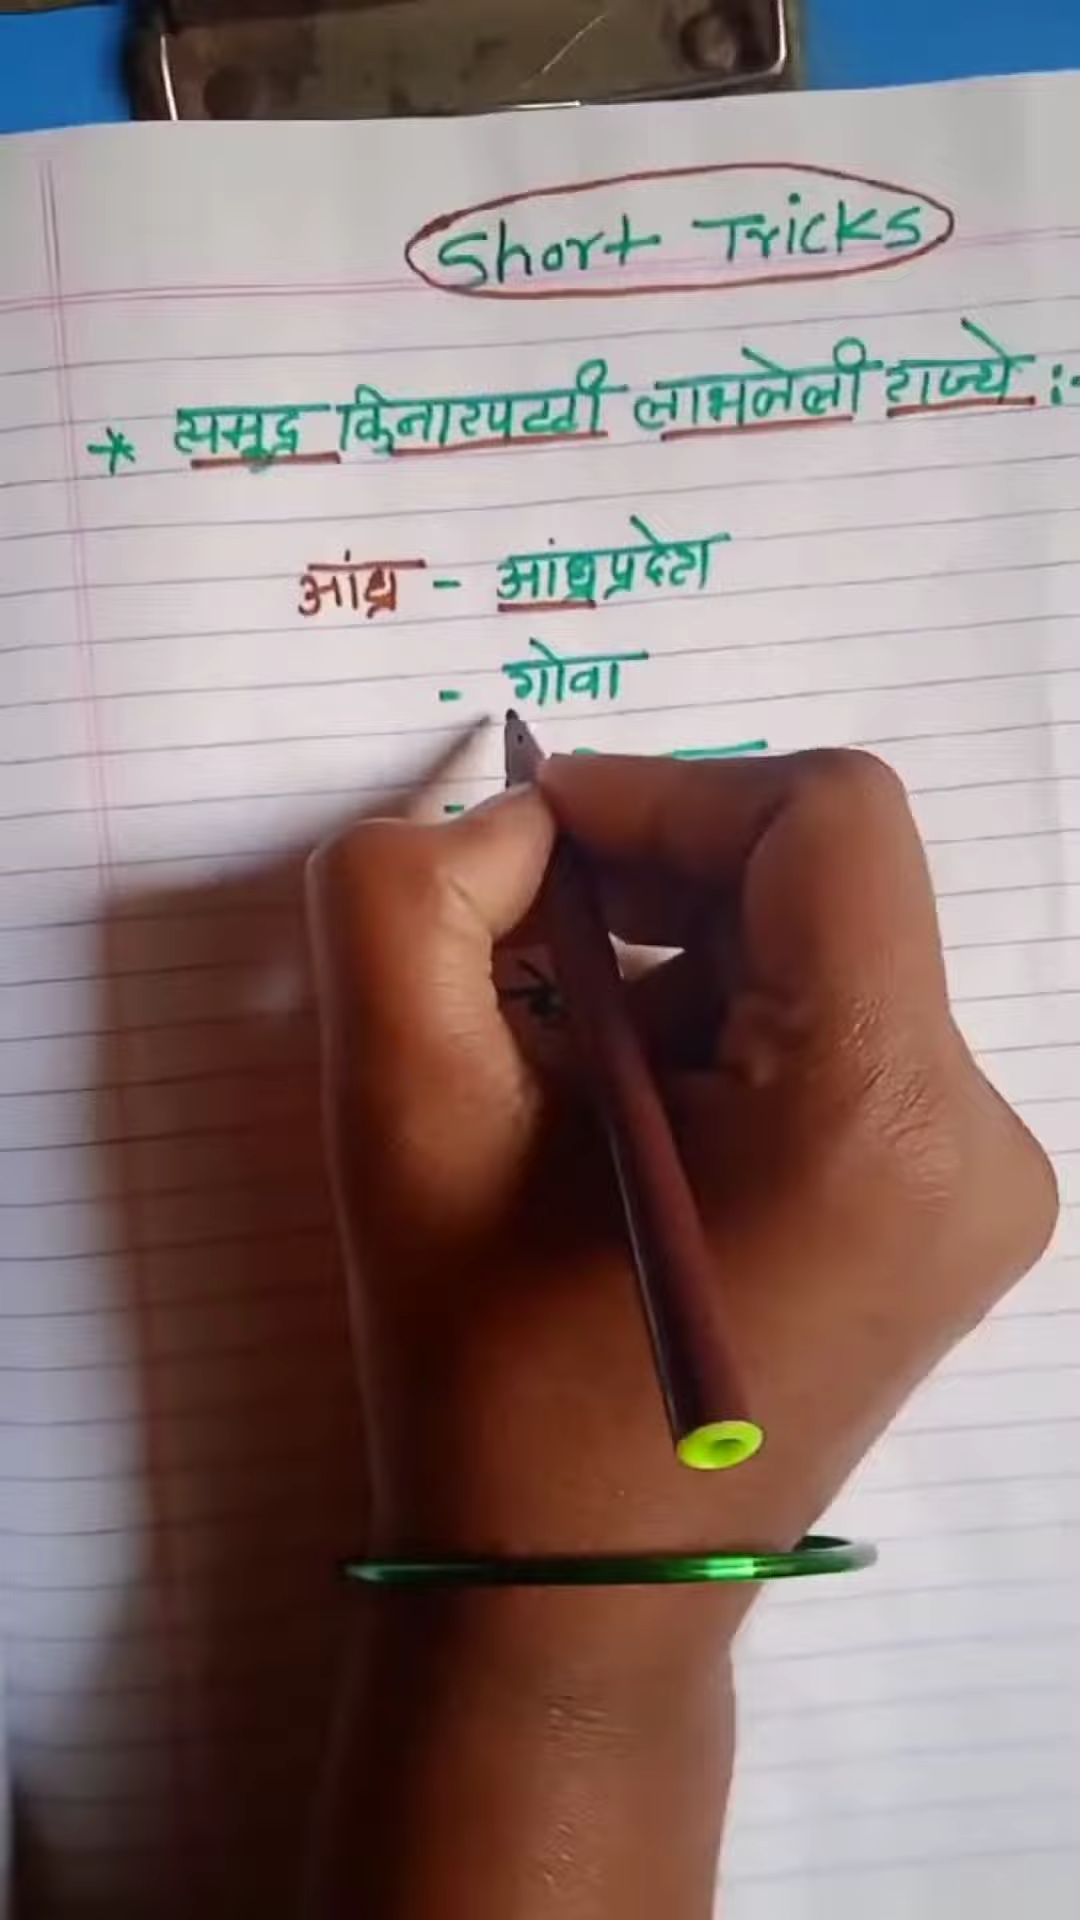 Short Tricks
* समुद्र किनारपट्टी लाभलेली राज्ये :-
आंध्र - आंध्रप्रदेश
- गोवा
-